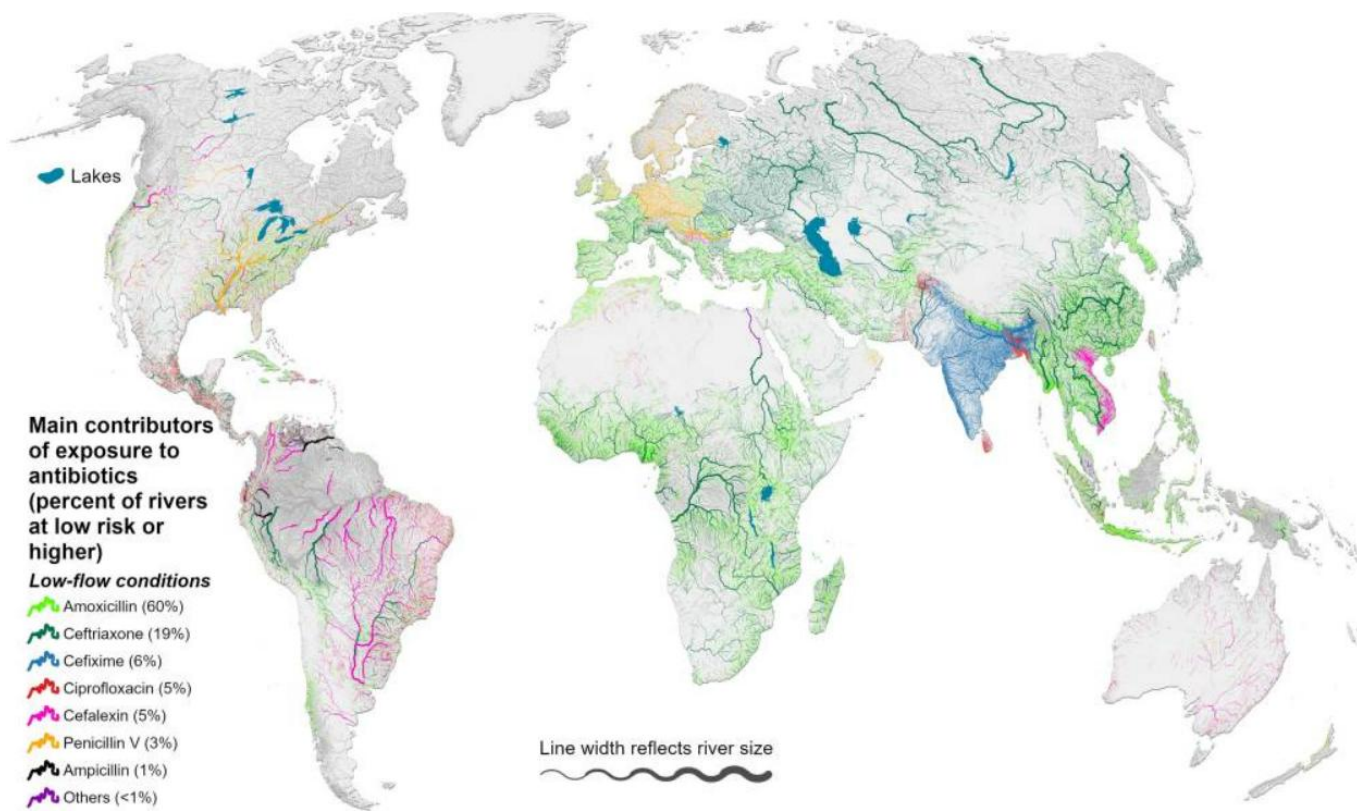 Lakes
Main contributors
of exposure to
antibiotics
(percent of rivers
at low risk or
higher)
Low-flow conditions
Amoxicillin (60%)
Ceftriaxone (19%)
Cefixime (6%)
Ciprofloxacin (5%)
Cefalexin (5%)
Penicillin V (3%)
Ampicillin (1%)
Others (<1%)
Line width reflects river size